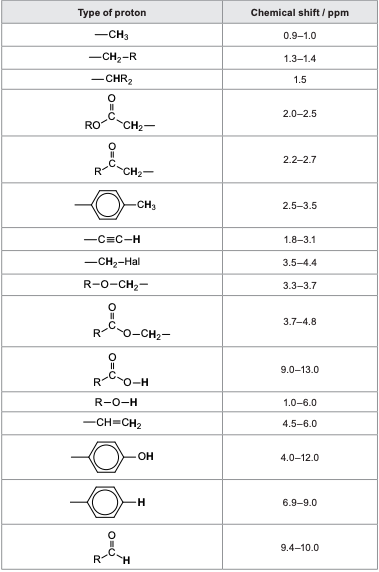 Type of proton Chemical shift / ppm
—CH₃ 0.9–1.0
—CH₂–R 1.3–1.4
—CHR₂ 1.5
O
C
RO CH₂— 2.0–2.5
O
C
R CH₂— 2.2–2.7
—CH₃ 2.5–3.5
—C≡C–H 1.8–3.1
—CH₂–Hal 3.5–4.4
R–O–CH₂– 3.3–3.7
O
C
R O–CH₂– 3.7–4.8
O
C
R O–H 9.0–13.0
R–O–H 1.0–6.0
—CH=CH₂ 4.5–6.0
OH 4.0–12.0
H 6.9–9.0
O
C
R H 9.4–10.0